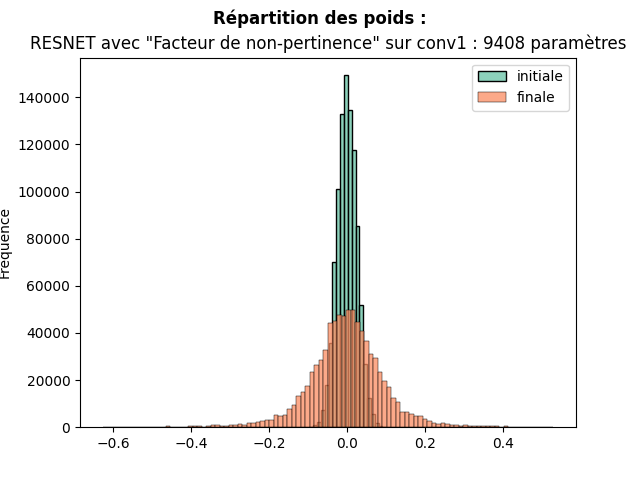 Répartition des poids :
RESNET avec "Facteur de non-pertinence" sur conv1 : 9408 paramètres
initiale
finale
Fréquence
140000
120000
100000
80000
60000
40000
20000
0
−0.6 −0.4 −0.2 0.0 0.2 0.4